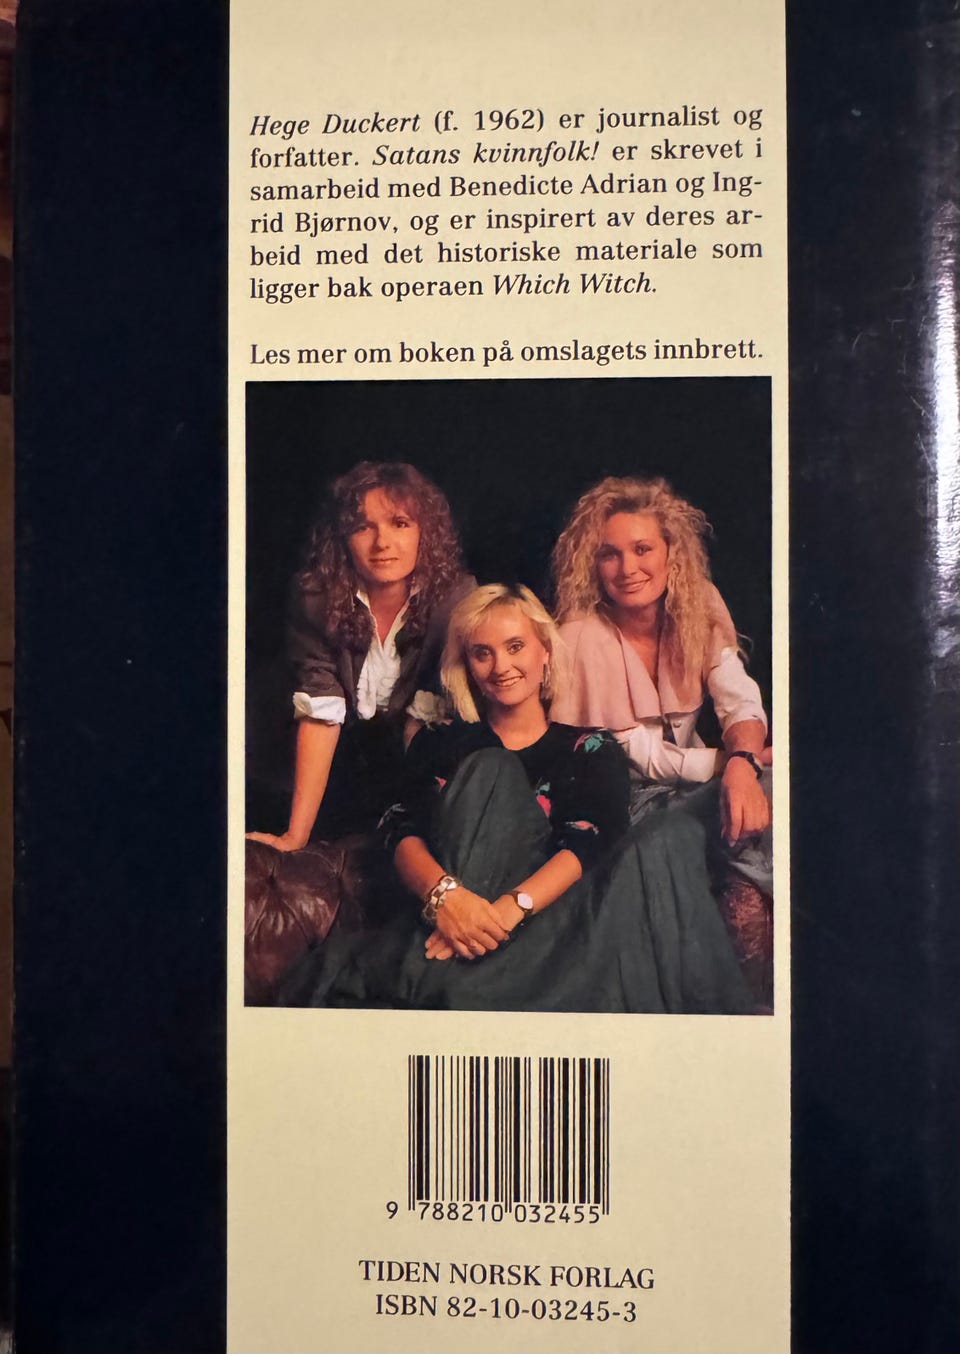 Hege Duckert (f. 1962) er journalist og
forfatter. Satans kvinnfolk! er skrevet i
samarbeid med Benedicte Adrian og Ing-
rid Bjørnov, og er inspirert av deres ar-
beid med det historiske materiale som
ligger bak operaen Which Witch.
Les mer om boken på omslagets innbrett.
9 788210 032455
TIDEN NORSK FORLAG
ISBN 82-10-03245-3